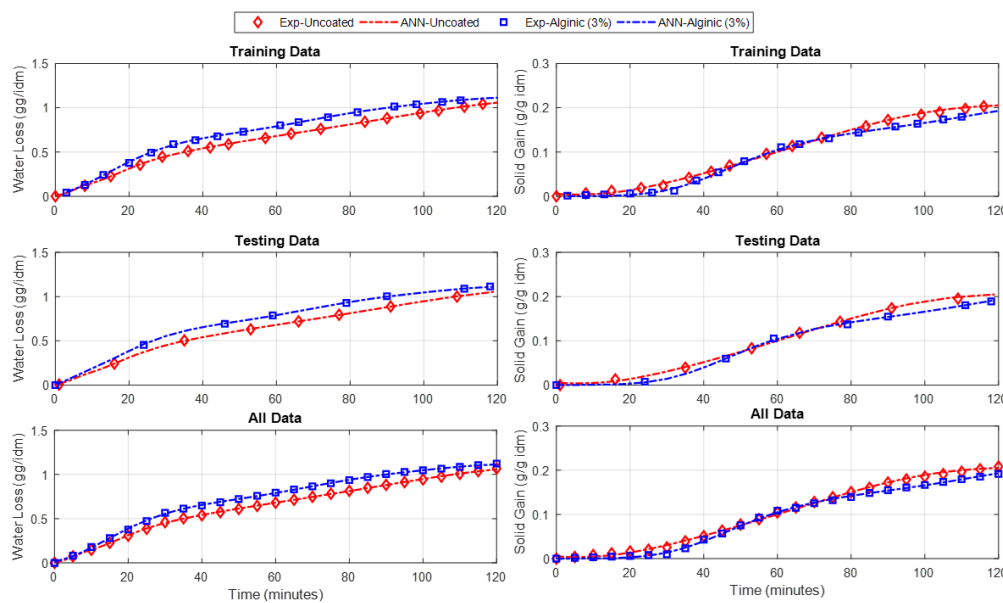 Exp-Uncoated ANN-Uncoated Exp-Alginic (3%) ANN-Alginic (3%)
Training Data Training Data
Water Loss (gg/idm) Solid Gain (g/g idm)
1.5 0.3
1 0.2
0.5 0.1
0 0
0 20 40 60 80 100 120 0 20 40 60 80 100 120
Testing Data Testing Data
Water Loss (gg/idm) Solid Gain (g/g idm)
1.5 0.3
1 0.2
0.5 0.1
0 0
0 20 40 60 80 100 120 0 20 40 60 80 100 120
All Data All Data
Water Loss (gg/idm) Solid Gain (g/g idm)
1.5 0.3
1 0.2
0.5 0.1
0 0
0 20 40 60 80 100 120 0 20 40 60 80 100 120
Time (minutes) Time (minutes)